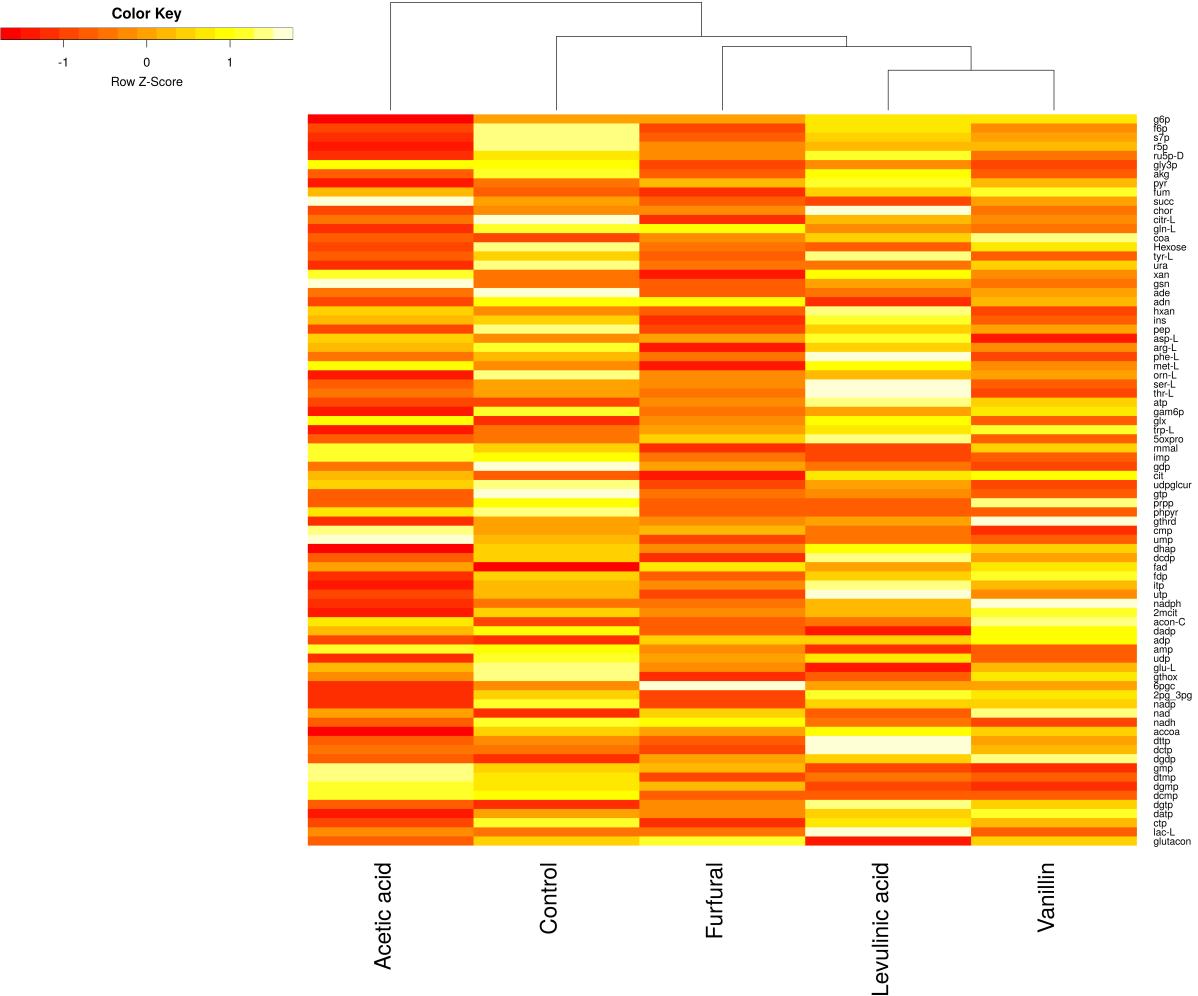 Color Key
-1 0 1
Row Z-Score
g6p
f6p
s7p
r5p
ru5p-D
gly3p
akg
pyr
fum
succ
chor
citr-L
gln-L
coa
Hexose
tyr-L
ura
xan
gsn
ade
adn
hxan
ins
pep
asp-L
arg-L
phe-L
met-L
orn-L
ser-L
thr-L
atp
gam6p
glx
trp-L
5oxpro
mmal
imp
gdp
cit
udpglcur
gtp
prpp
phpyr
gthrd
cmp
ump
dhap
dcdp
fad
fdp
itp
utp
nadph
2mcit
acon-C
dadp
adp
amp
udp
glu-L
gthox
6pgc
2pg_3pg
nadp
nad
nadh
accoa
dttp
dctp
dgdp
gmp
dtmp
dgmp
dcmp
dgtp
datp
ctp
lac-L
glutacon
Acetic acid
Control
Furfural
Levulinic acid
Vanillin